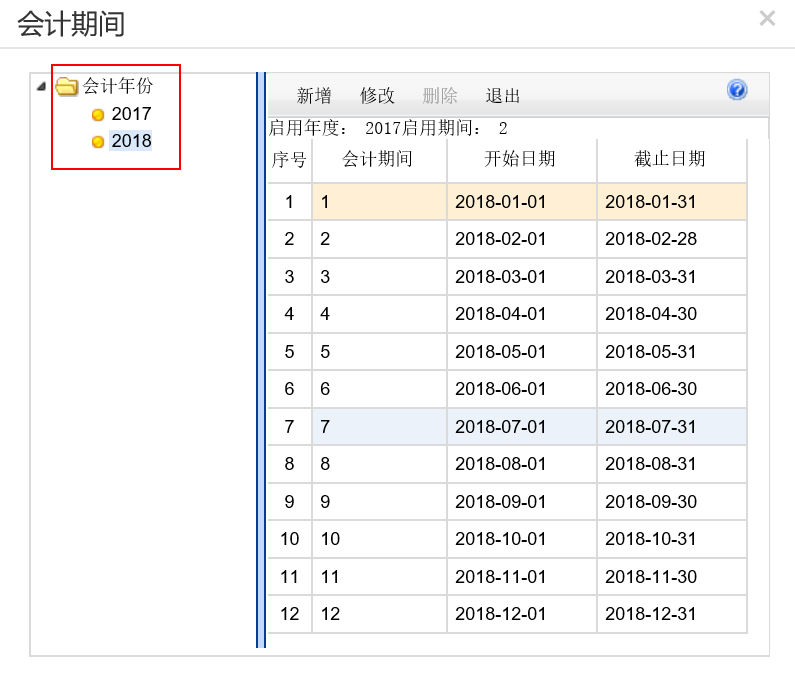 会计期间
×
会计年份
2017
2018
新增 修改 删除 退出
启用年度： 2017启用期间： 2
序号 会计期间 开始日期 截止日期
1 1 2018-01-01 2018-01-31
2 2 2018-02-01 2018-02-28
3 3 2018-03-01 2018-03-31
4 4 2018-04-01 2018-04-30
5 5 2018-05-01 2018-05-31
6 6 2018-06-01 2018-06-30
7 7 2018-07-01 2018-07-31
8 8 2018-08-01 2018-08-31
9 9 2018-09-01 2018-09-30
10 10 2018-10-01 2018-10-31
11 11 2018-11-01 2018-11-30
12 12 2018-12-01 2018-12-31